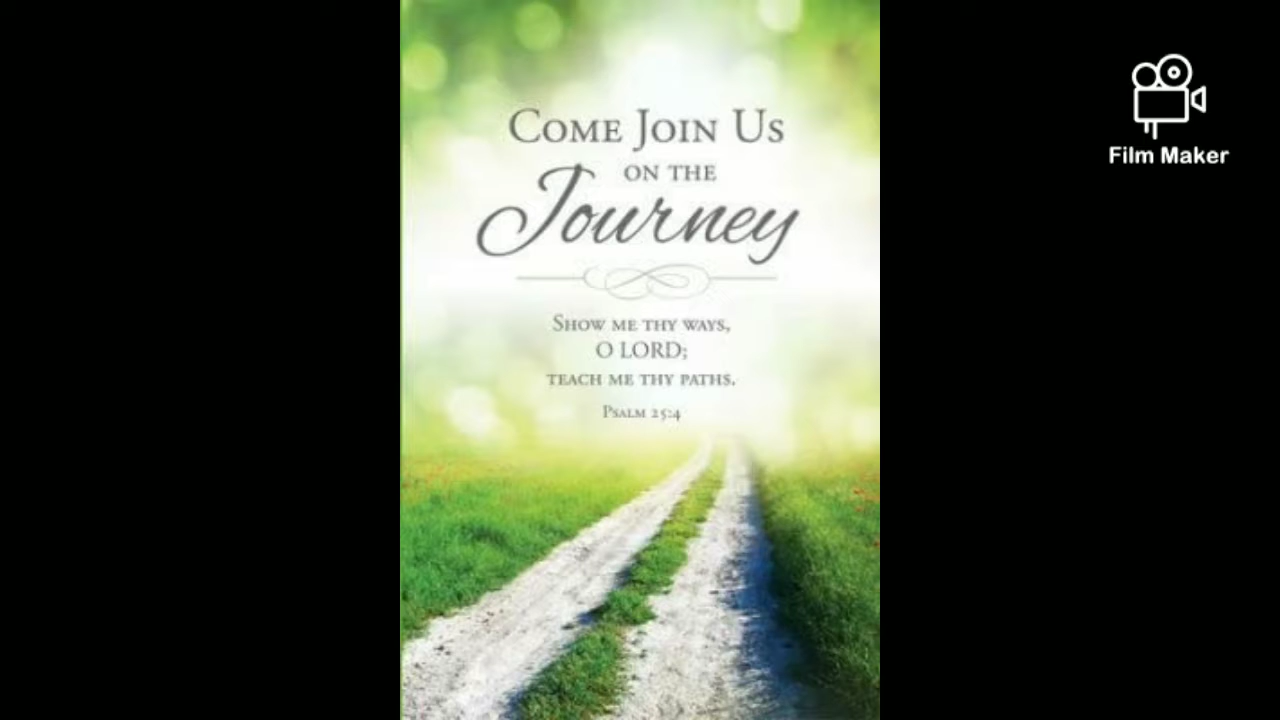 Come Join Us
on the
Journey
Show me thy ways,
O LORD;
teach me thy paths.
Psalm 25:4
Film Maker